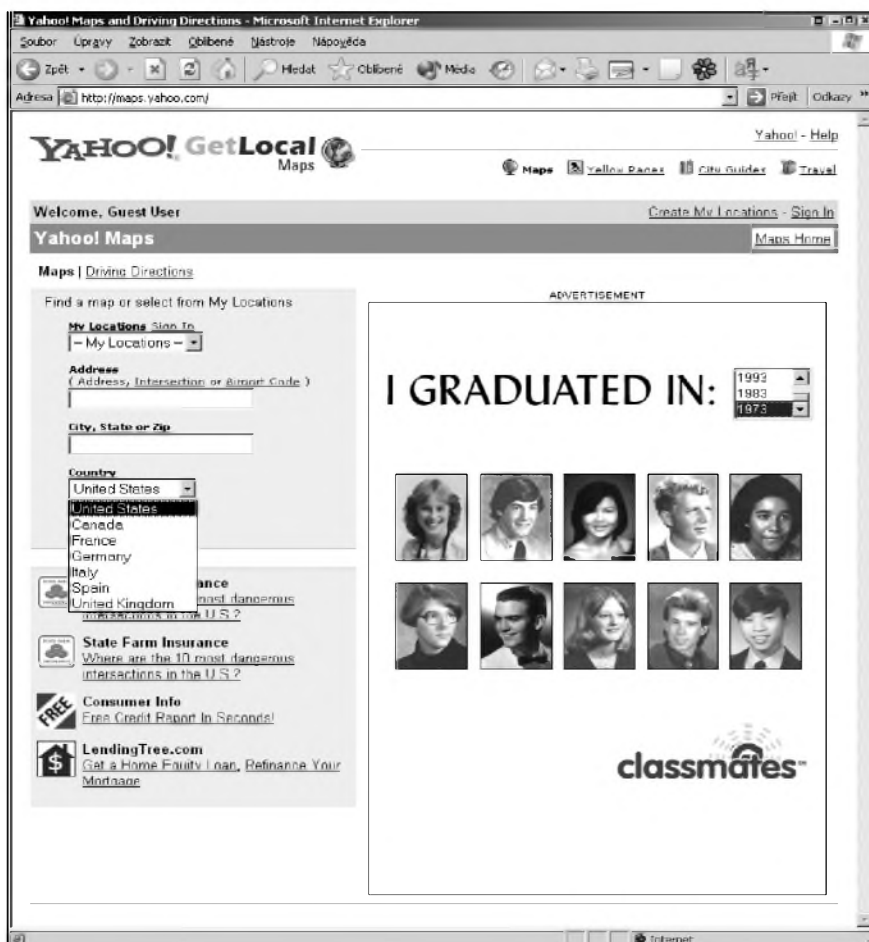 Yahoo! Maps and Driving Directions - Microsoft Internet Explorer
Soubor Úpravy Zobrazit Oblíbené Nástroje Nápověda
Zpět Hledat Oblíbené Média
Adresa http://maps.yahoo.com/ Přejít Odkazy
YAHOO! GetLocal
Maps
Yahoo! - Help
Maps Yellow Pages City Guides Travel
Welcome, Guest User Create My Locations - Sign In
Yahoo! Maps Maps Home
Maps | Driving Directions
Find a map or select from My Locations
My Locations Sign In
– My Locations –
Address
( Address, Intersection or Airport Code )
City, State or Zip
Country
United States
United States
Canada
France
Germany
Italy
Spain
United Kingdom
ance
most dangerous
intersections in the U.S.?
State Farm Insurance
Where are the 10 most dangerous
intersections in the U.S.?
FREE
Consumer Info
Free Credit Report In Seconds!
$
LendingTree.com
Get a Home Equity Loan, Refinance Your
Mortgage
ADVERTISEMENT
I GRADUATED IN:
1993
1983
1973
classmates
Internet